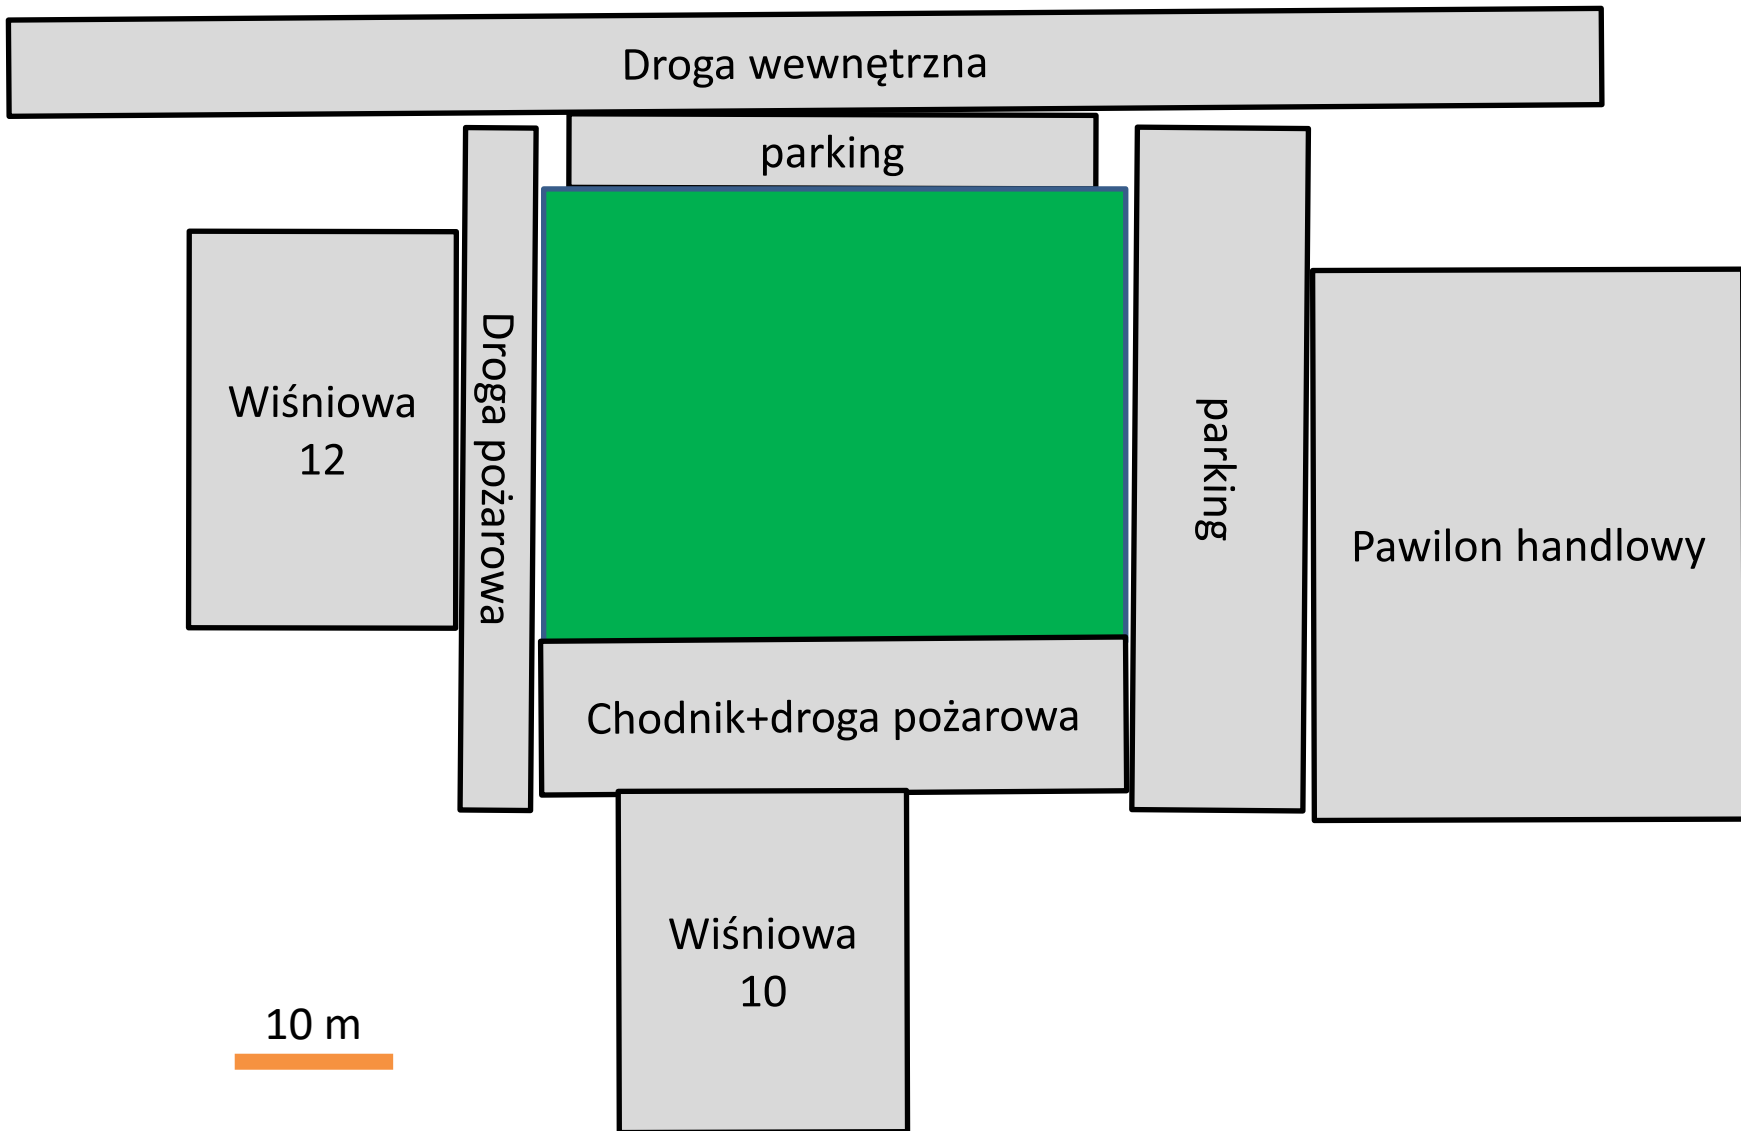 Droga wewnętrzna
parking
Droga pożarowa
Wiśniowa
12
parking
Pawilon handlowy
Chodnik+droga pożarowa
Wiśniowa
10
10 m